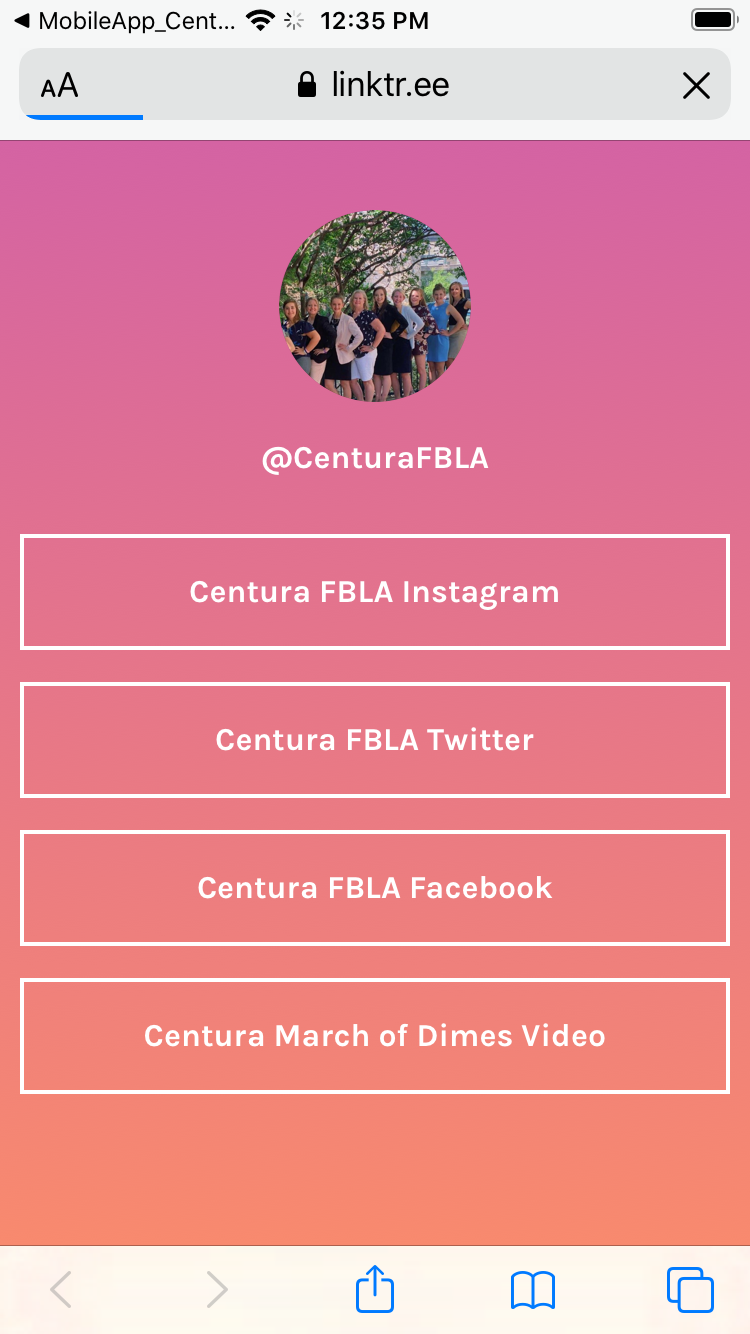 MobileApp_Cent... 12:35 PM
AA linktr.ee
@CenturaFBLA
Centura FBLA Instagram
Centura FBLA Twitter
Centura FBLA Facebook
Centura March of Dimes Video